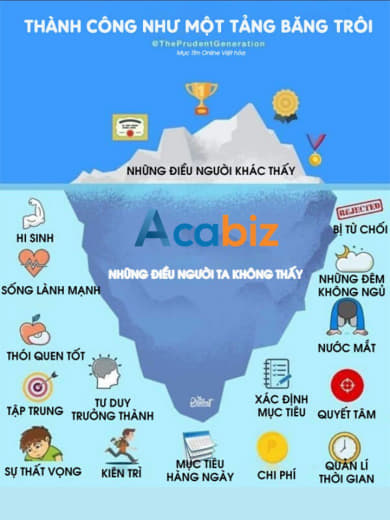 THÀNH CÔNG NHƯ MỘT TẢNG BĂNG TRÔI
@ThePrudentGeneration
Mục Tím Online Việt hóa
NHỮNG ĐIỀU NGƯỜI KHÁC THẤY
Acabiz
NHỮNG ĐIỀU NGƯỜI TA KHÔNG THẤY
HI SINH
REJECTED
BỊ TỪ CHỐI
SỐNG LÀNH MẠNH
NHỮNG ĐÊM
KHÔNG NGỦ
THÓI QUEN TỐT
NƯỚC MẮT
TẬP TRUNG
TƯ DUY
TRƯỞNG THÀNH
XÁC ĐỊNH
MỤC TIÊU
QUYẾT TÂM
SỰ THẤT VỌNG
KIÊN TRÌ
MỤC TIÊU
HÀNG NGÀY
CHI PHÍ
QUẢN LÍ
THỜI GIAN